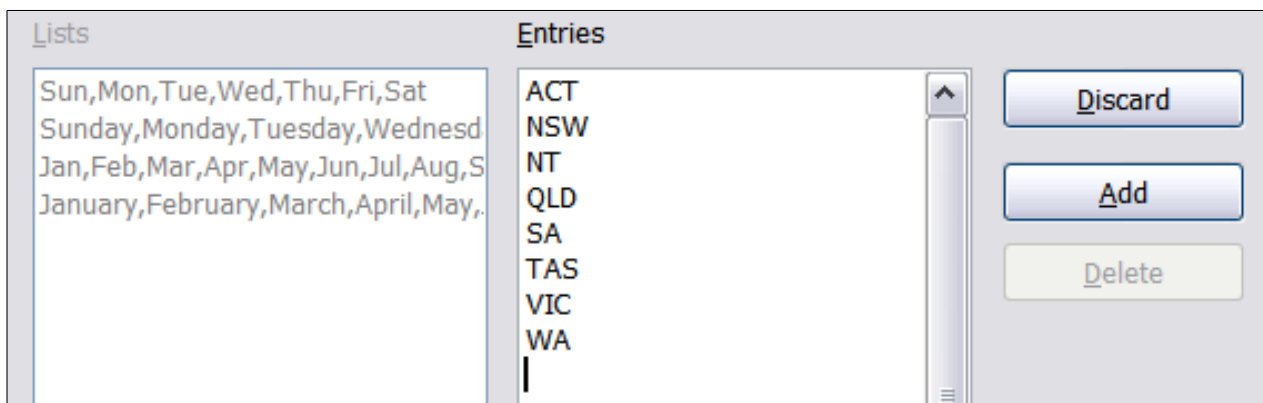 Lists
Entries
Sun,Mon,Tue,Wed,Thu,Fri,Sat
Sunday,Monday,Tuesday,Wednesd
Jan,Feb,Mar,Apr,May,Jun,Jul,Aug,S
January,February,March,April,May,
ACT
NSW
NT
QLD
SA
TAS
VIC
WA
Discard
Add
Delete